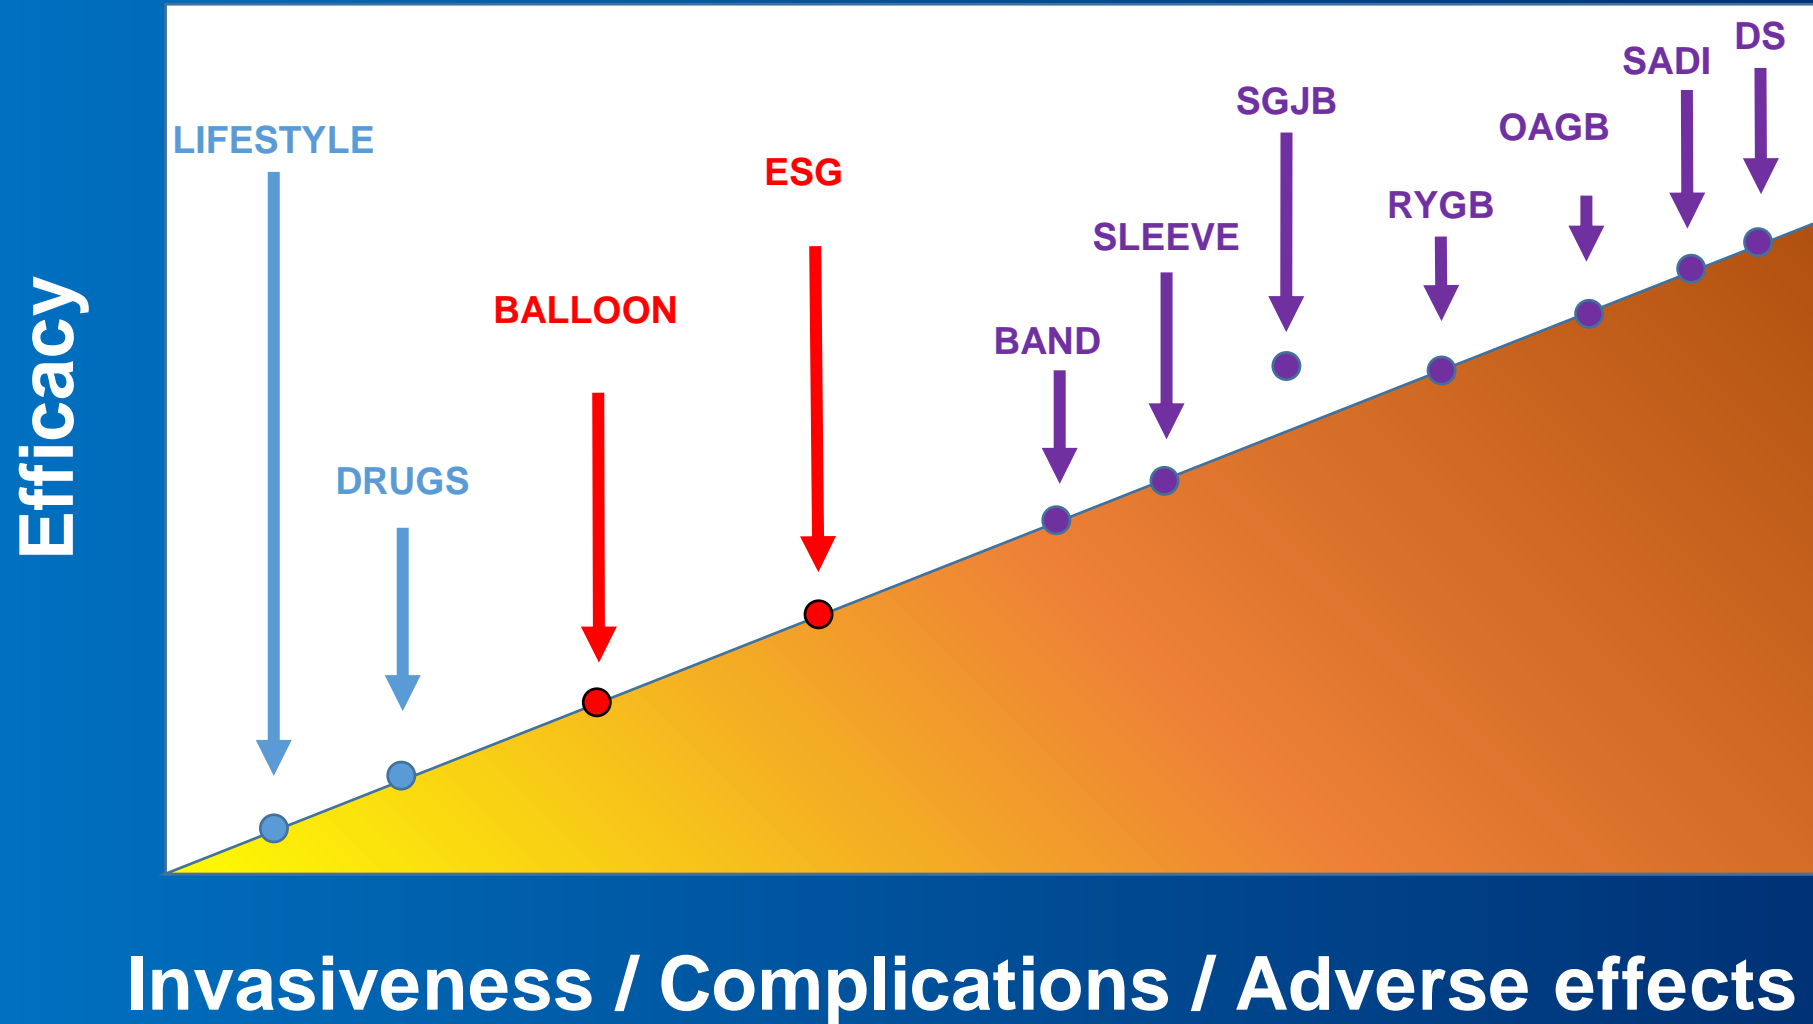 DS
SADI
SGJB
OAGB
LIFESTYLE
ESG
RYGB
SLEEVE
BALLOON
BAND
DRUGS
Efficacy
Invasiveness / Complications / Adverse effects